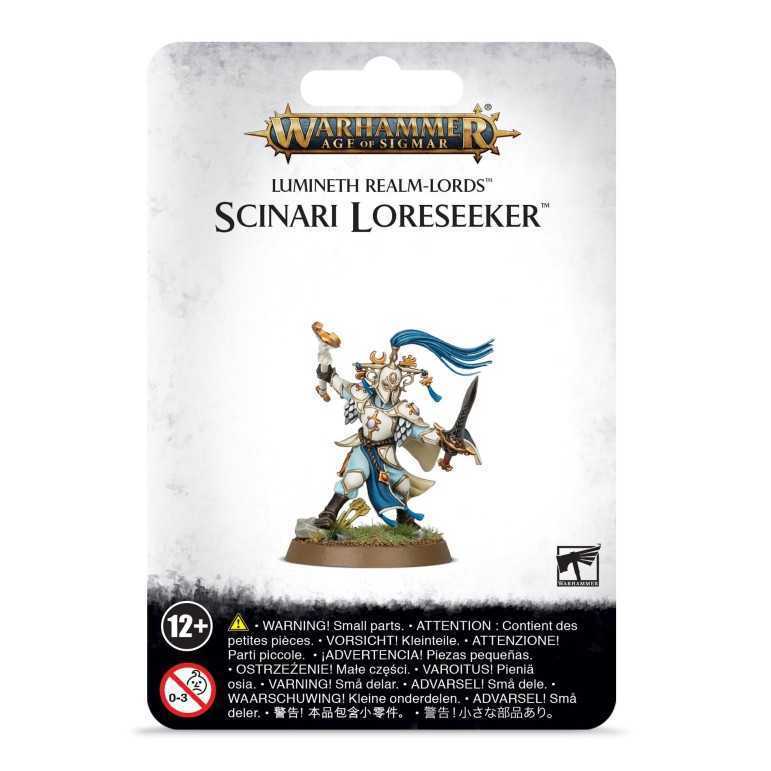 WARHAMMER®
AGE OF SIGMAR
LUMINETH REALM-LORDS™
SCINARI LORESEEKER™
WARHAMMER
12+
0-3
• WARNING! Small parts. • ATTENTION : Contient des
petites pièces. • VORSICHT! Kleinteile. • ATTENZIONE!
Parti piccole. • ¡ADVERTENCIA! Piezas pequeñas.
• OSTRZEŻENIE! Małe części. • VAROITUS! Pieniä
osia. • VARNING! Små delar. • ADVARSEL! Små dele. •
WAARSCHUWING! Kleine onderdelen. • ADVARSEL! Små
deler. • 警告! 本品包含小零件。 • 警告!小さな部品あり。